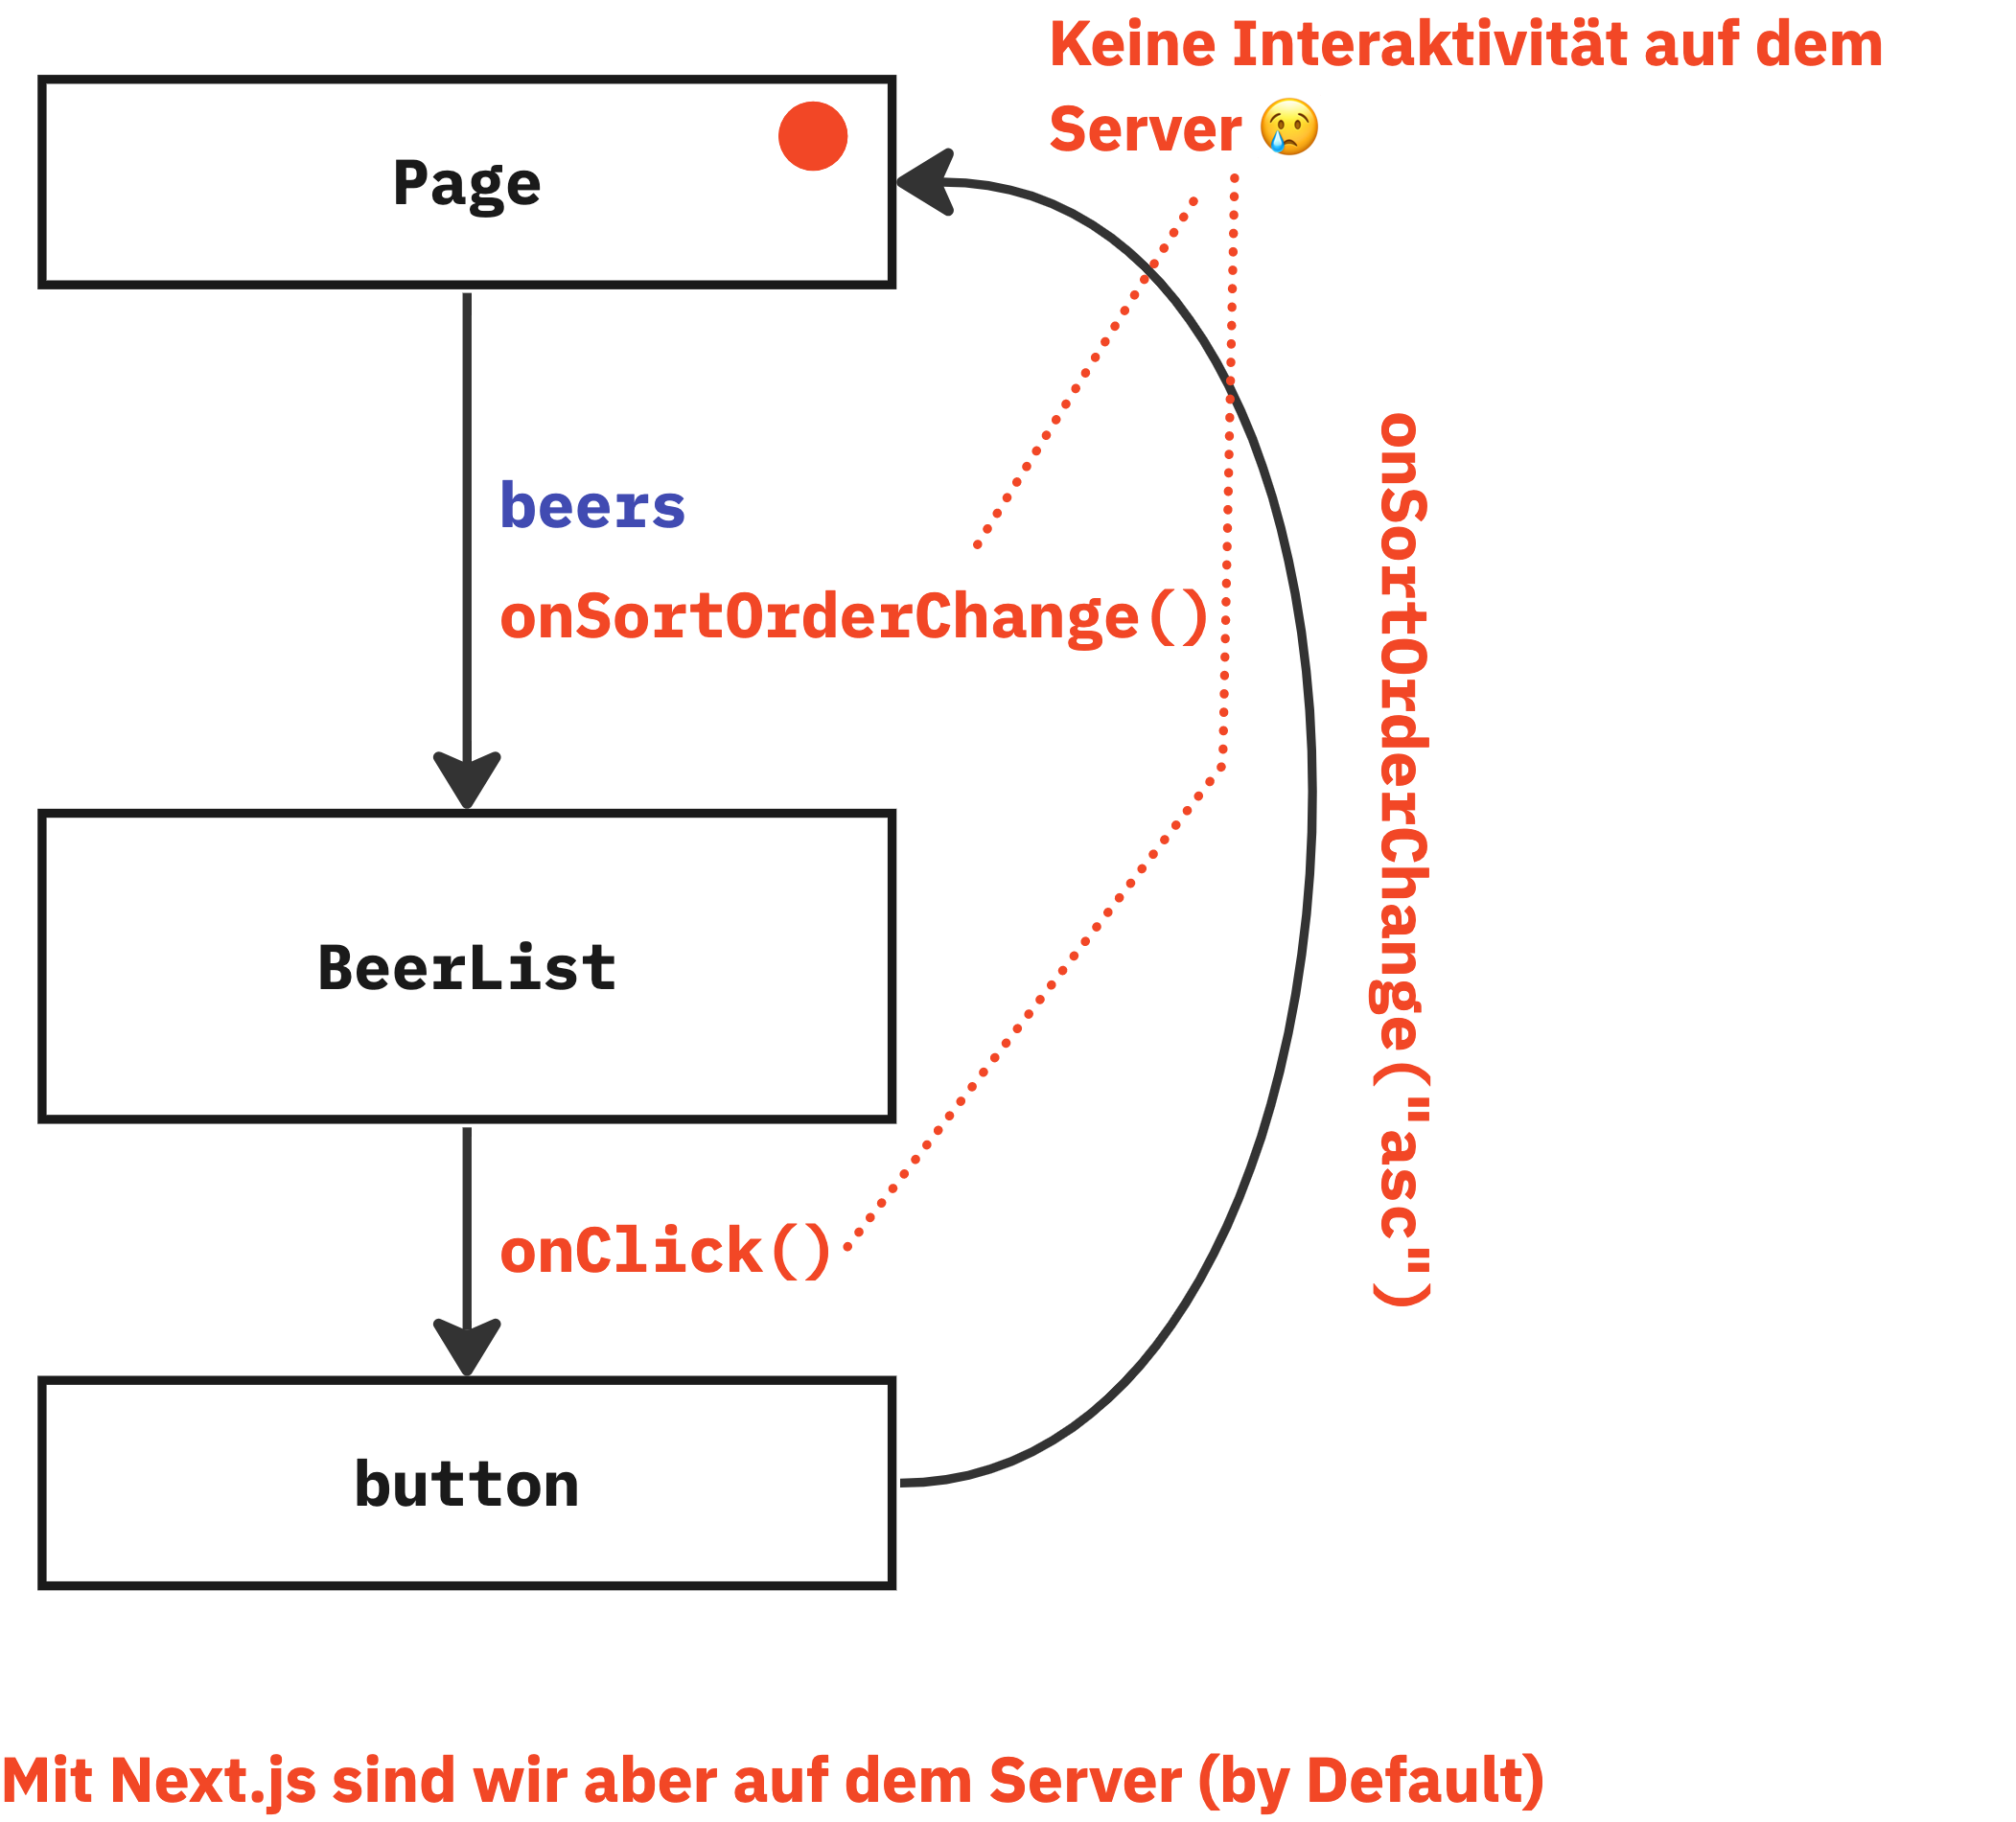 Keine Interaktivität auf dem
Server 😢
Page
beers
onSortOrderChange()
onSortOrderChange("asc")
BeerList
onClick()
button
Mit Next.js sind wir aber auf dem Server (by Default)